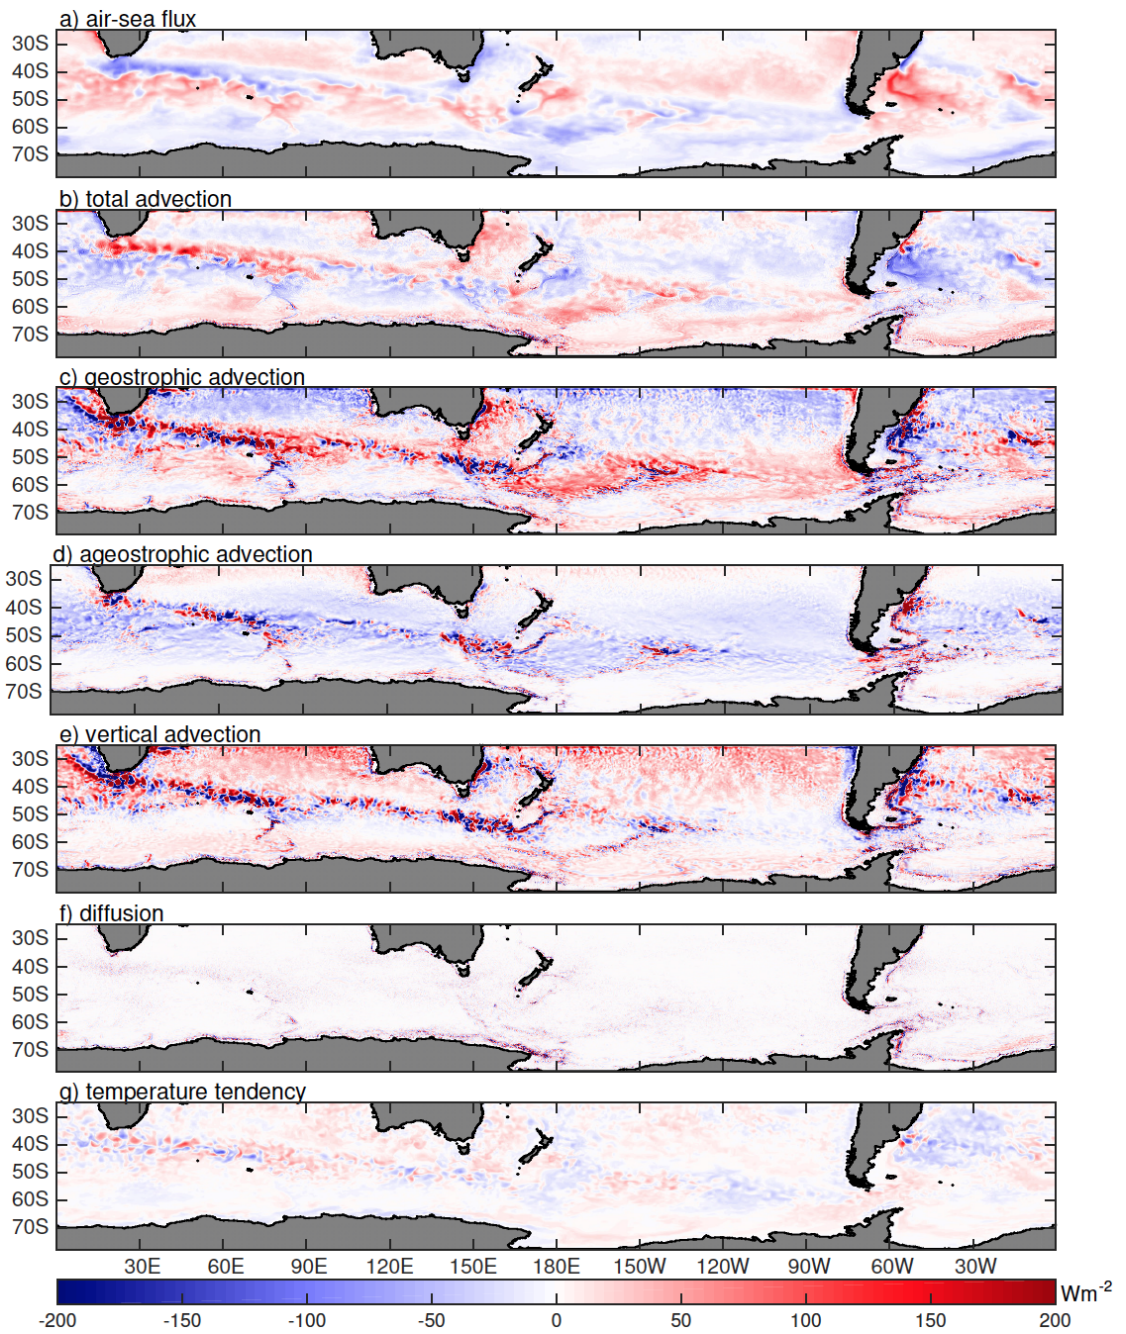 a) air-sea flux
30S
40S
50S
60S
70S
b) total advection
30S
40S
50S
60S
70S
c) geostrophic advection
30S
40S
50S
60S
70S
d) ageostrophic advection
30S
40S
50S
60S
70S
e) vertical advection
30S
40S
50S
60S
70S
f) diffusion
30S
40S
50S
60S
70S
g) temperature tendency
30S
40S
50S
60S
70S
30E 60E 90E 120E 150E 180E 150W 120W 90W 60W 30W
Wm-2
-200 -150 -100 -50 0 50 100 150 200